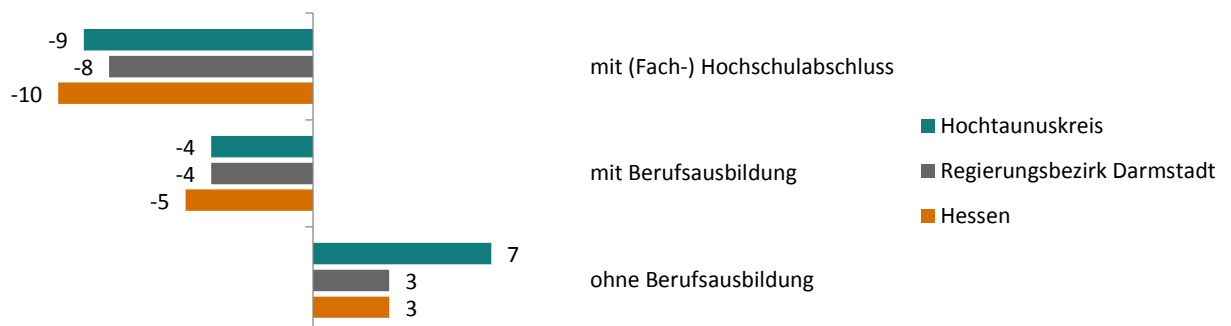 -9
-8
-10
mit (Fach-) Hochschulabschluss
-4
-4
-5
mit Berufsausbildung
7
3
3
ohne Berufsausbildung
Hochtaunuskreis
Regierungsbezirk Darmstadt
Hessen